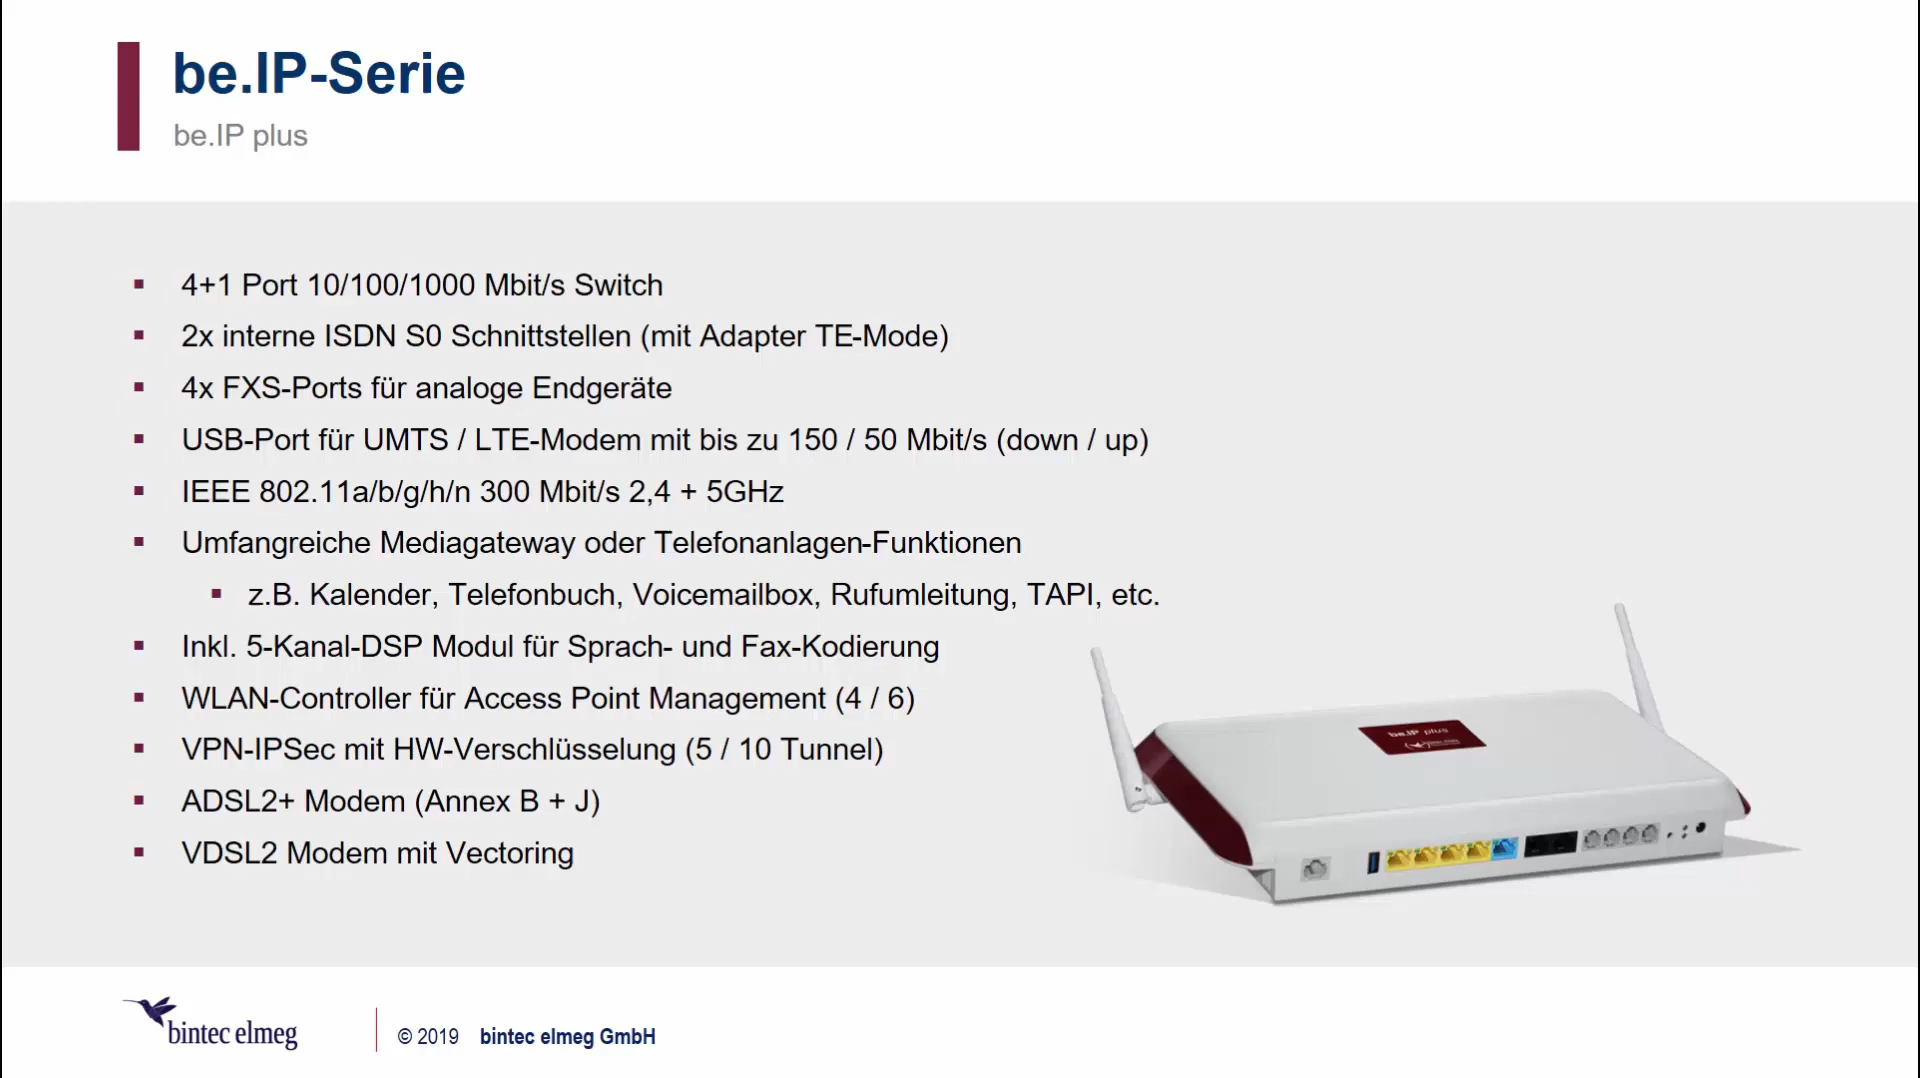 be.IP-Serie
be.IP plus
▪ 4+1 Port 10/100/1000 Mbit/s Switch
▪ 2x interne ISDN S0 Schnittstellen (mit Adapter TE-Mode)
▪ 4x FXS-Ports für analoge Endgeräte
▪ USB-Port für UMTS / LTE-Modem mit bis zu 150 / 50 Mbit/s (down / up)
▪ IEEE 802.11a/b/g/h/n 300 Mbit/s 2,4 + 5GHz
▪ Umfangreiche Mediagateway oder Telefonanlagen-Funktionen
▪ z.B. Kalender, Telefonbuch, Voicemailbox, Rufumleitung, TAPI, etc.
▪ Inkl. 5-Kanal-DSP Modul für Sprach- und Fax-Kodierung
▪ WLAN-Controller für Access Point Management (4 / 6)
▪ VPN-IPSec mit HW-Verschlüsselung (5 / 10 Tunnel)
▪ ADSL2+ Modem (Annex B + J)
▪ VDSL2 Modem mit Vectoring
be.IP plus
bintec elmeg
© 2019 bintec elmeg GmbH